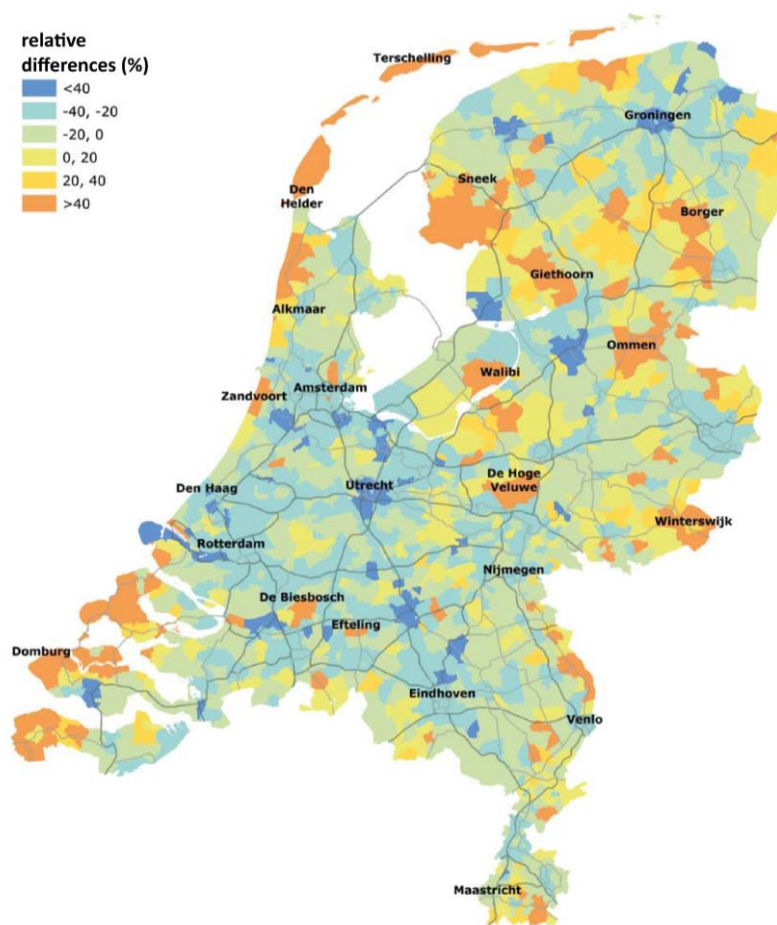 relative
differences (%)
<40
-40, -20
-20, 0
0, 20
20, 40
>40
Terschelling
Groningen
Sneek
Den
Helder
Borger
Giethoorn
Alkmaar
Ommen
Walibi
Zandvoort
Amsterdam
De Hoge
Veluwe
Den Haag
Utrecht
Winterswijk
Rotterdam
Nijmegen
De Biesbosch
Efteling
Domburg
Eindhoven
Venlo
Maastricht